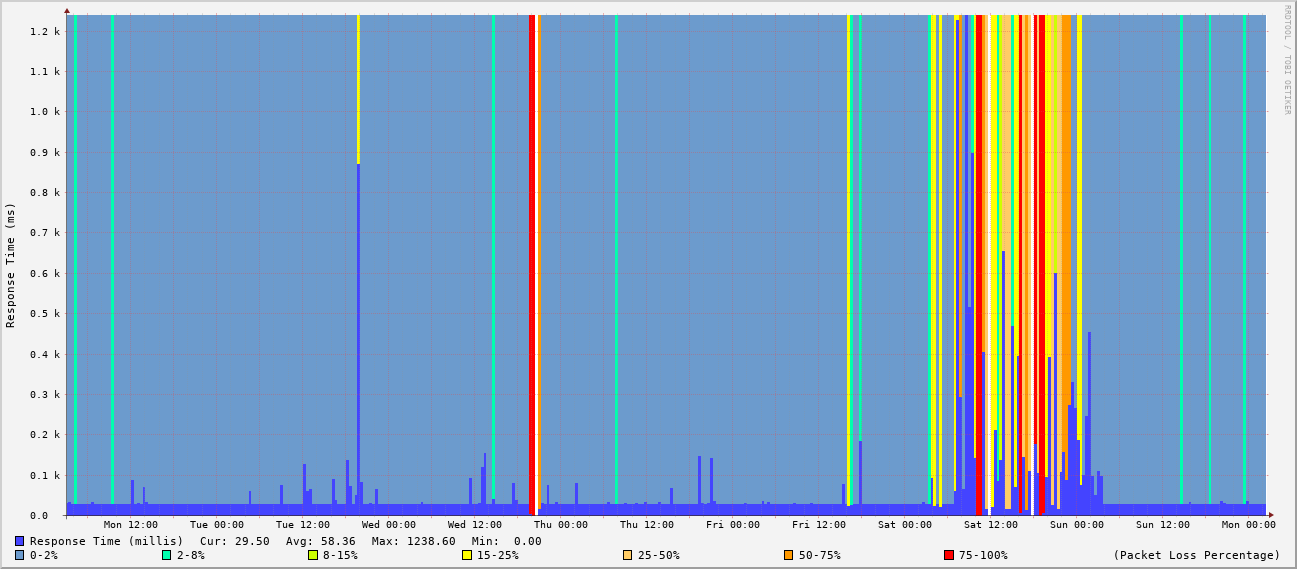 RRDTOOL / TOBI OETIKER
Response Time (ms)
1.2 k
1.1 k
1.0 k
0.9 k
0.8 k
0.7 k
0.6 k
0.5 k
0.4 k
0.3 k
0.2 k
0.1 k
0.0
Mon 12:00 Tue 00:00 Tue 12:00 Wed 00:00 Wed 12:00 Thu 00:00 Thu 12:00 Fri 00:00 Fri 12:00 Sat 00:00 Sat 12:00 Sun 00:00 Sun 12:00 Mon 00:00
Response Time (millis) Cur: 29.50 Avg: 58.36 Max: 1238.60 Min: 0.00
0-2% 2-8% 8-15% 15-25% 25-50% 50-75% 75-100% (Packet Loss Percentage)